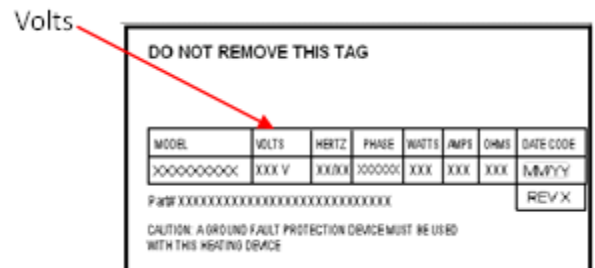 Volts
DO NOT REMOVE THIS TAG
MODEL VOLTS HERTZ PHASE WATTS AMPS OHMS DATE CODE
XXXXXXXXX XXX V XX/XX XXXXXX XXX XXX XXX MM/YY
Part# XXXXXXXXXXXXXXXXXXXXXXXXXXX REV X
CAUTION: A GROUND FAULT PROTECTION DEVICE MUST BE USED
WITH THIS HEATING DEVICE